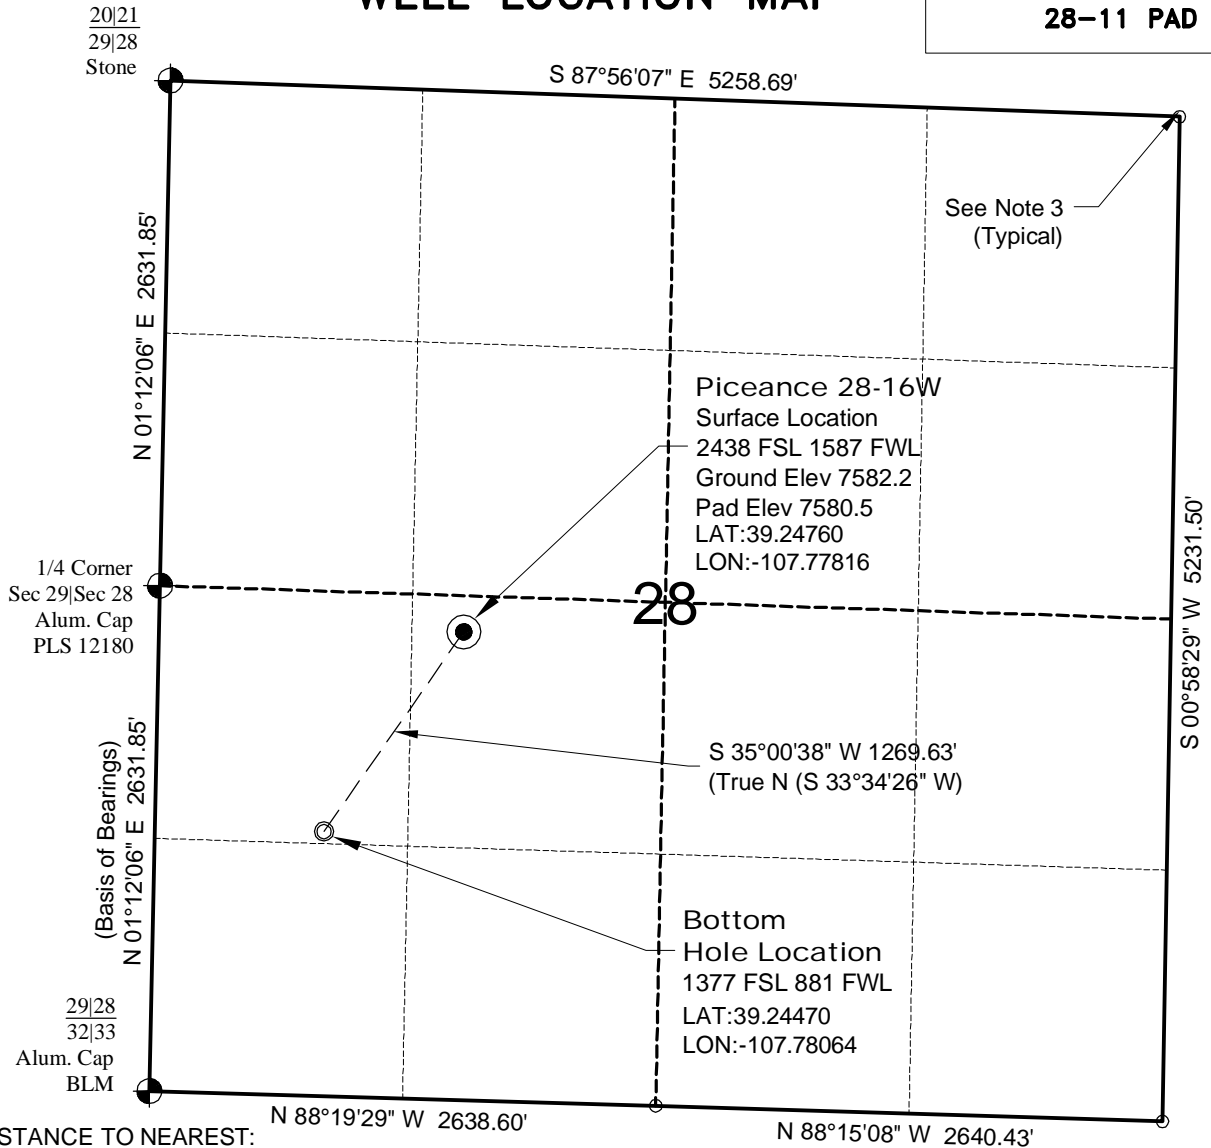 WELL LOCATION MAP
28-11 PAD
20|21
29|28
Stone
S 87°56'07" E 5258.69'
See Note 3
(Typical)
N 01°12'06" E 2631.85'
Piceance 28-16W
Surface Location
2438 FSL 1587 FWL
Ground Elev 7582.2
Pad Elev 7580.5
LAT:39.24760
LON:-107.77816
1/4 Corner
Sec 29|Sec 28
Alum. Cap
PLS 12180
28
S 00°58'29" W 5231.50'
S 35°00'38" W 1269.63'
(True N (S 33°34'26" W)
(Basis of Bearings)
N 01°12'06" E 2631.85'
Bottom
Hole Location
1377 FSL 881 FWL
LAT:39.24470
LON:-107.78064
29|28
32|33
Alum. Cap
BLM
N 88°19'29" W 2638.60'
N 88°15'08" W 2640.43'
STANCE TO NEAREST: